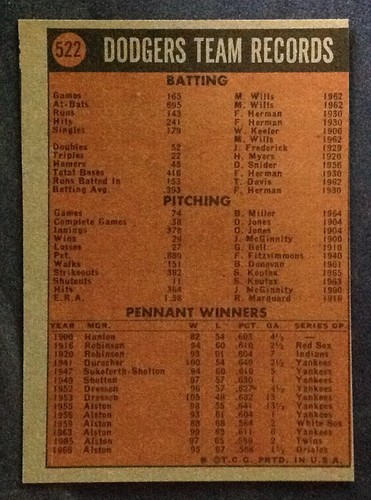 522 DODGERS TEAM RECORDS
BATTING
Games 165 M. Wills 1962
At-Bats 695 M. Wills 1962
Runs 143 F. Herman 1930
Hits 241 F. Herman 1930
Singles 179 W. Keeler 1900
M. Wills 1962
Doubles 52 J. Frederick 1929
Triples 22 H. Myers 1920
Homers 43 D. Snider 1956
Total Bases 416 F. Herman 1930
Runs Batted In 153 T. Davis 1962
Batting Avg. .393 F. Herman 1930
PITCHING
Games 74 B. Miller 1964
Complete Games 38 O. Jones 1904
Innings 378 O. Jones 1904
Wins 29 J. McGinnity 1900
Losses 27 G. Bell 1910
Pct. .889 F. Fitzsimmons 1940
Walks 151 B. Donovan 1901
Strikeouts 382 S. Koufax 1965
Shutouts 11 S. Koufax 1963
Hits 364 J. McGinnity 1900
E.R.A. 1.58 R. Marquard 1916
PENNANT WINNERS
YEAR MGR. W L PCT. GA. SERIES OP.
1900 Hanlon 82 54 .603 4½ —
1916 Robinson 94 60 .610 2½ Red Sox
1920 Robinson 93 61 .604 7 Indians
1941 Durocher 100 54 .649 2½ Yankees
1947 Sukeforth-Shotton 94 60 .610 5 Yankees
1949 Shotton 97 57 .630 1 Yankees
1952 Dressen 96 57 .627 4½ Yankees
1953 Dressen 105 49 .682 13 Yankees
1955 Alston 98 55 .641 13½ Yankees
1956 Alston 93 61 .604 1 Yankees
1959 Alston 88 68 .564 2 White Sox
1963 Alston 99 63 .611 6 Yankees
1965 Alston 97 65 .599 2 Twins
1966 Alston 95 67 .586 1½ Orioles
© T.C.G. PRTD. IN U.S.A.